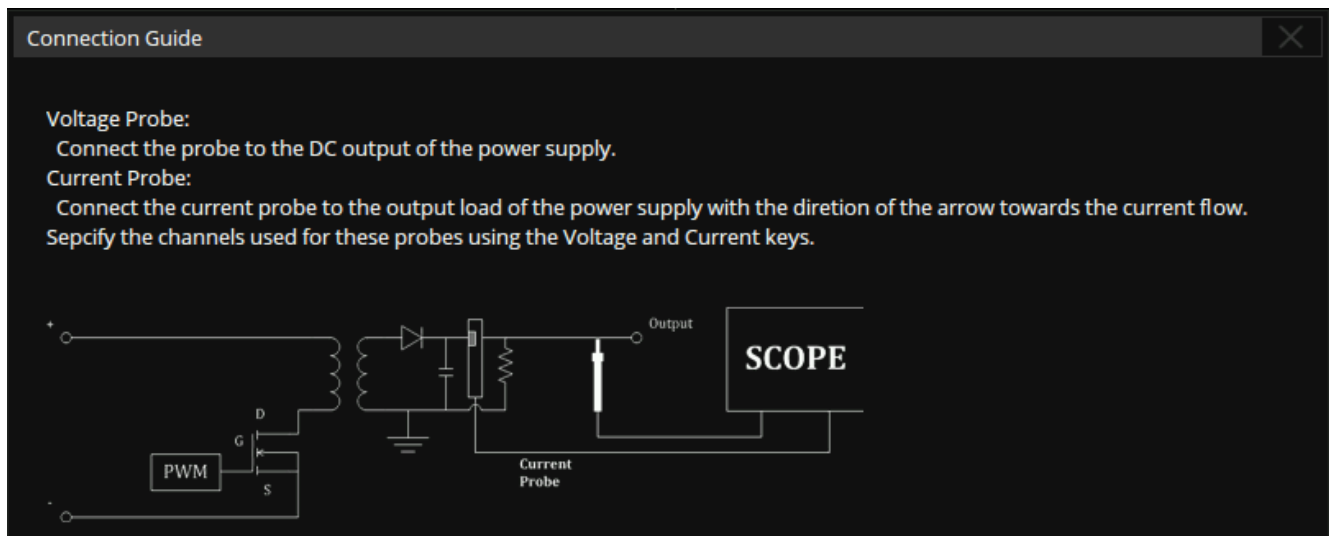 Connection Guide
Voltage Probe:
Connect the probe to the DC output of the power supply.
Current Probe:
Connect the current probe to the output load of the power supply with the diretion of the arrow towards the current flow.
Sepcify the channels used for these probes using the Voltage and Current keys.
+
Output
SCOPE
D
G
PWM
S
-
Current
Probe